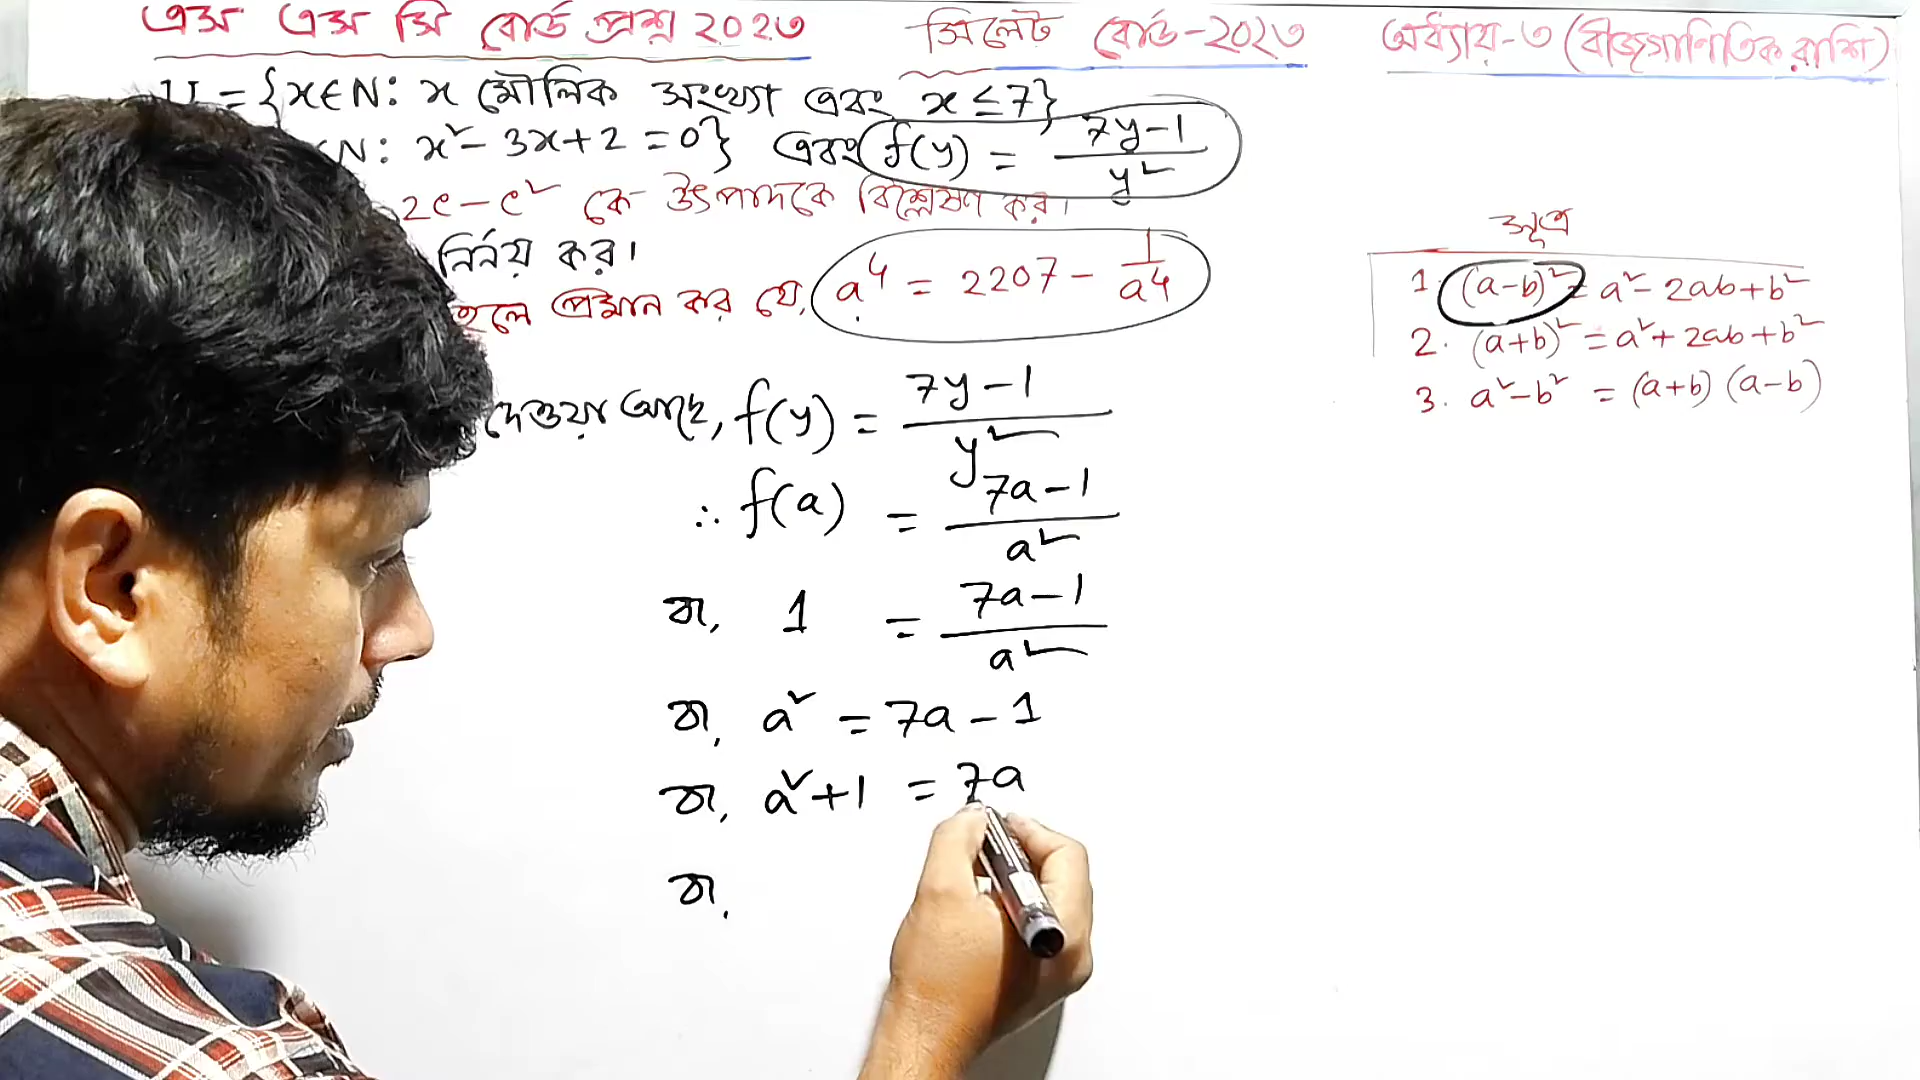 এস এস সি বোর্ড প্রশ্ন ২০২৩ সিলেট বোর্ড-২০২৩ অধ্যায়-৩ (বীজগাণিতিক রাশি)
U = {x∈N: x মৌলিক সংখ্যা এবং x ≤ 7}
∈N: x² - 3x + 2 = 0} এবং f(y) = (7y-1)/y²
2c - c² কে উৎপাদকে বিশ্লেষণ কর।
নির্নয় কর।
হলে প্রমান কর যে, a⁴ = 2207 - 1/a⁴
দেওয়া আছে, f(y) = (7y-1)/y²
∴ f(a) = (7a-1)/a²
বা, 1 = (7a-1)/a²
বা, a² = 7a - 1
বা, a²+1 = 7a
বা,
সূত্র
1. (a-b)² = a² - 2ab + b²
2. (a+b)² = a² + 2ab + b²
3. a² - b² = (a+b) (a-b)